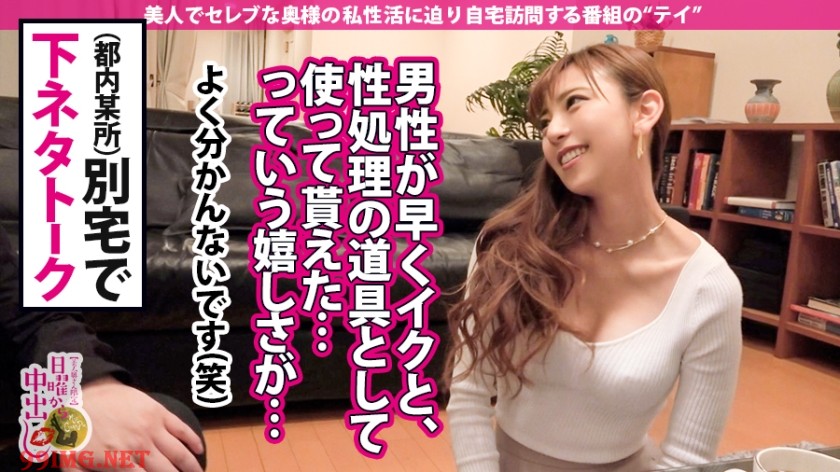 美人でセレブな奥様の私性活に迫り自宅訪問する番組の“テイ”
(都内某所)別宅で
下ネタトーク
男性が早くイクと、
性処理の道具として
使って貰えた…
っていう嬉しさが…
よく分かんないです(笑)
日曜から
中出し
99IMG.NET